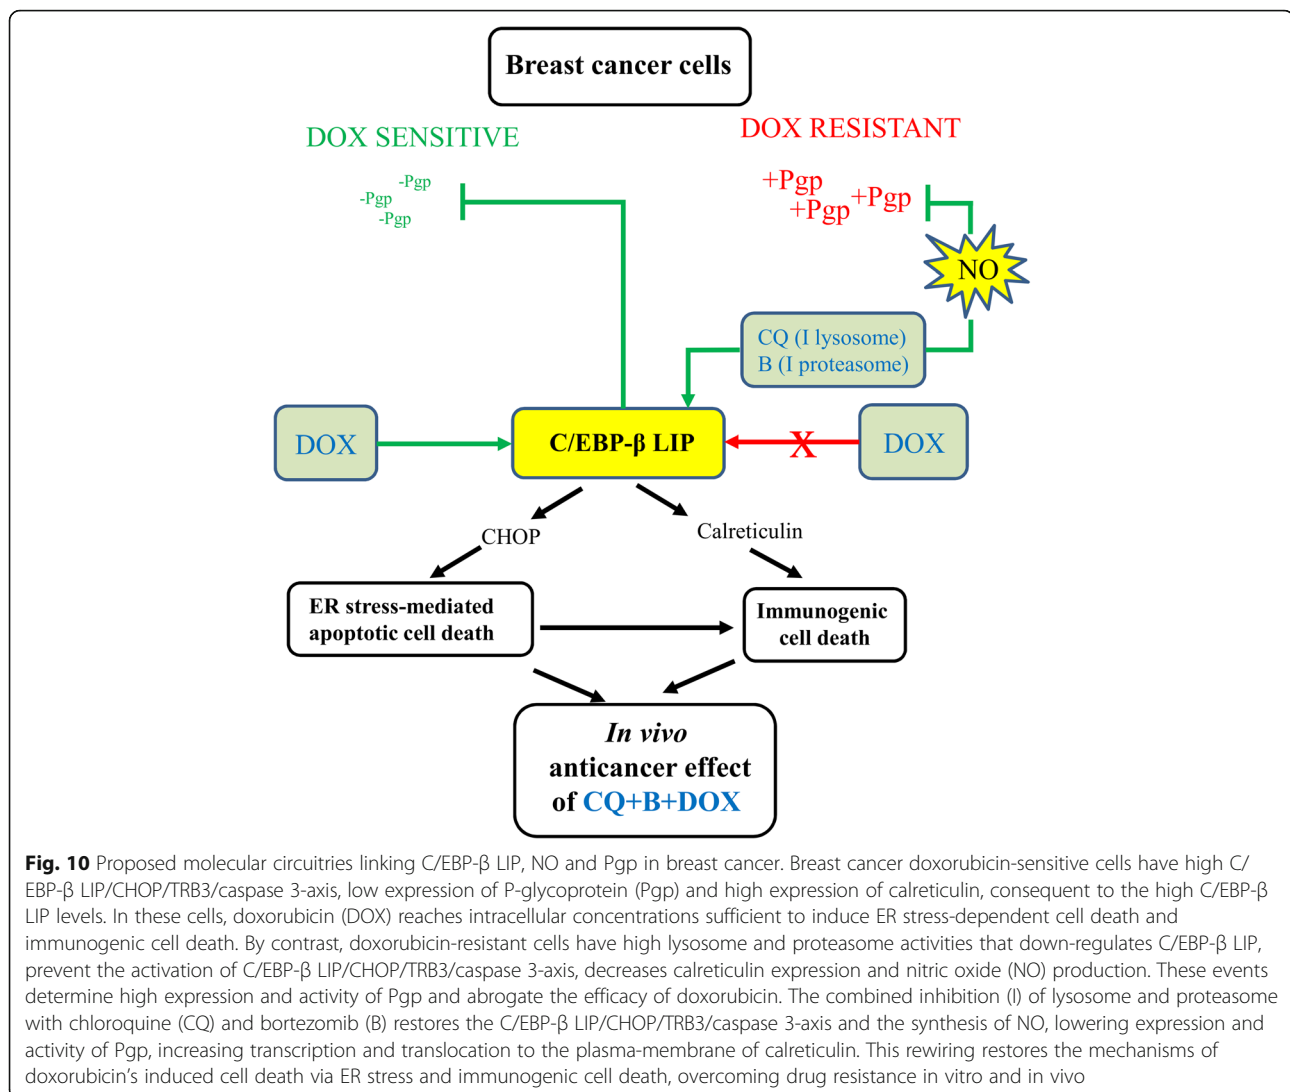 Breast cancer cells
DOX SENSITIVE
DOX RESISTANT
-Pgp
-Pgp
-Pgp
+Pgp
+Pgp
+Pgp
NO
CQ (I lysosome)
B (I proteasome)
DOX
C/EBP-β LIP
X
DOX
CHOP
Calreticulin
ER stress-mediated
apoptotic cell death
Immunogenic
cell death
In vivo
anticancer effect
of CQ+B+DOX
Fig. 10 Proposed molecular circuitries linking C/EBP-β LIP, NO and Pgp in breast cancer. Breast cancer doxorubicin-sensitive cells have high C/
EBP-β LIP/CHOP/TRB3/caspase 3-axis, low expression of P-glycoprotein (Pgp) and high expression of calreticulin, consequent to the high C/EBP-β
LIP levels. In these cells, doxorubicin (DOX) reaches intracellular concentrations sufficient to induce ER stress-dependent cell death and
immunogenic cell death. By contrast, doxorubicin-resistant cells have high lysosome and proteasome activities that down-regulates C/EBP-β LIP,
prevent the activation of C/EBP-β LIP/CHOP/TRB3/caspase 3-axis, decreases calreticulin expression and nitric oxide (NO) production. These events
determine high expression and activity of Pgp and abrogate the efficacy of doxorubicin. The combined inhibition (I) of lysosome and proteasome
with chloroquine (CQ) and bortezomib (B) restores the C/EBP-β LIP/CHOP/TRB3/caspase 3-axis and the synthesis of NO, lowering expression and
activity of Pgp, increasing transcription and translocation to the plasma-membrane of calreticulin. This rewiring restores the mechanisms of
doxorubicin's induced cell death via ER stress and immunogenic cell death, overcoming drug resistance in vitro and in vivo